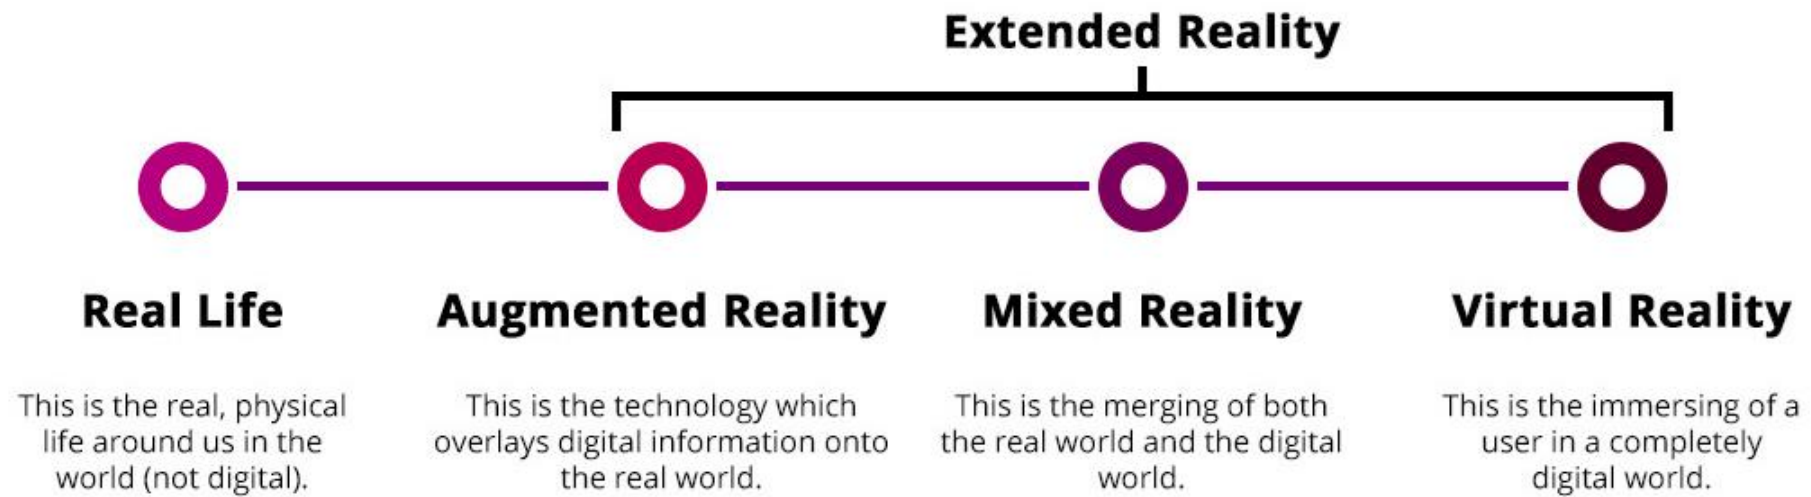 Extended Reality
Real Life
This is the real, physical
life around us in the
world (not digital).
Augmented Reality
This is the technology which
overlays digital information onto
the real world.
Mixed Reality
This is the merging of both
the real world and the digital
world.
Virtual Reality
This is the immersing of a
user in a completely
digital world.